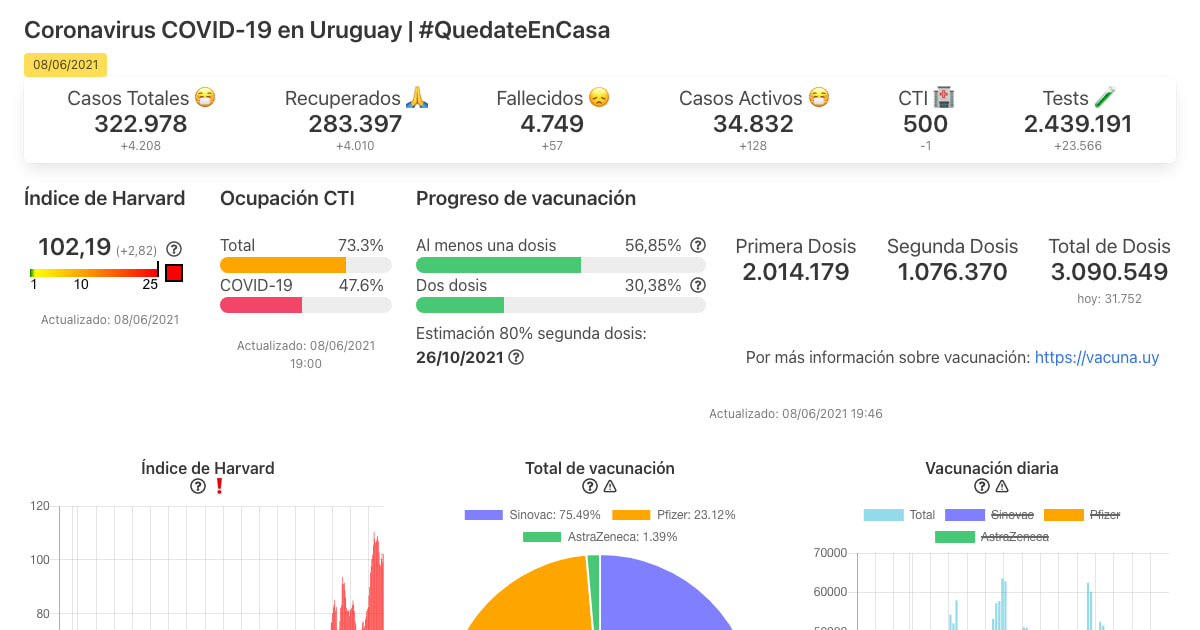 Coronavirus COVID-19 en Uruguay | #QuedateEnCasa
08/06/2021
Casos Totales 😷 Recuperados 🙏 Fallecidos 😞 Casos Activos 😷 CTI 🏥 Tests 🧪
322.978 283.397 4.749 34.832 500 2.439.191
+4.208 +4.010 +57 +128 -1 +23.566
Índice de Harvard
102,19 (+2,82) ?
1 10 25
Actualizado: 08/06/2021
Ocupación CTI
Total 73.3%
COVID-19 47.6%
Actualizado: 08/06/2021
19:00
Progreso de vacunación
Al menos una dosis 56,85% ?
Dos dosis 30,38% ?
Estimación 80% segunda dosis:
26/10/2021 ?
Primera Dosis Segunda Dosis Total de Dosis
2.014.179 1.076.370 3.090.549
hoy: 31.752
Por más información sobre vacunación: https://vacuna.uy
Actualizado: 08/06/2021 19:46
Índice de Harvard
? ❗
120
100
80
Total de vacunación
? ⚠
Sinovac: 75.49% Pfizer: 23.12%
AstraZeneca: 1.39%
Vacunación diaria
? ⚠
Total Sinovac Pfizer
AstraZeneca
70000
60000
50000